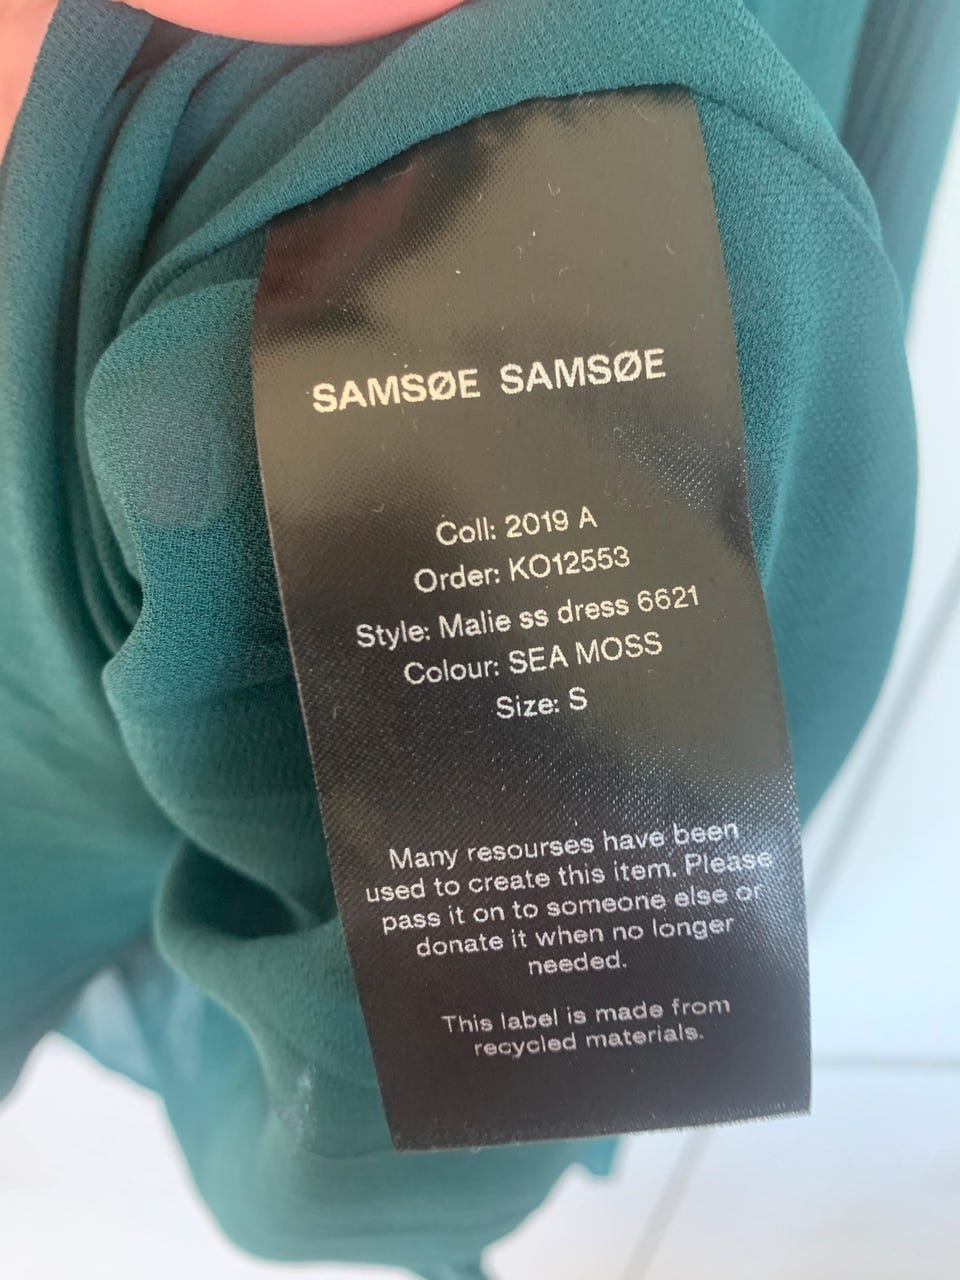 SAMSØE SAMSØE
Coll: 2019 A
Order: KO12553
Style: Malie ss dress 6621
Colour: SEA MOSS
Size: S
Many resourses have been
used to create this item. Please
pass it on to someone else or
donate it when no longer
needed.
This label is made from
recycled materials.